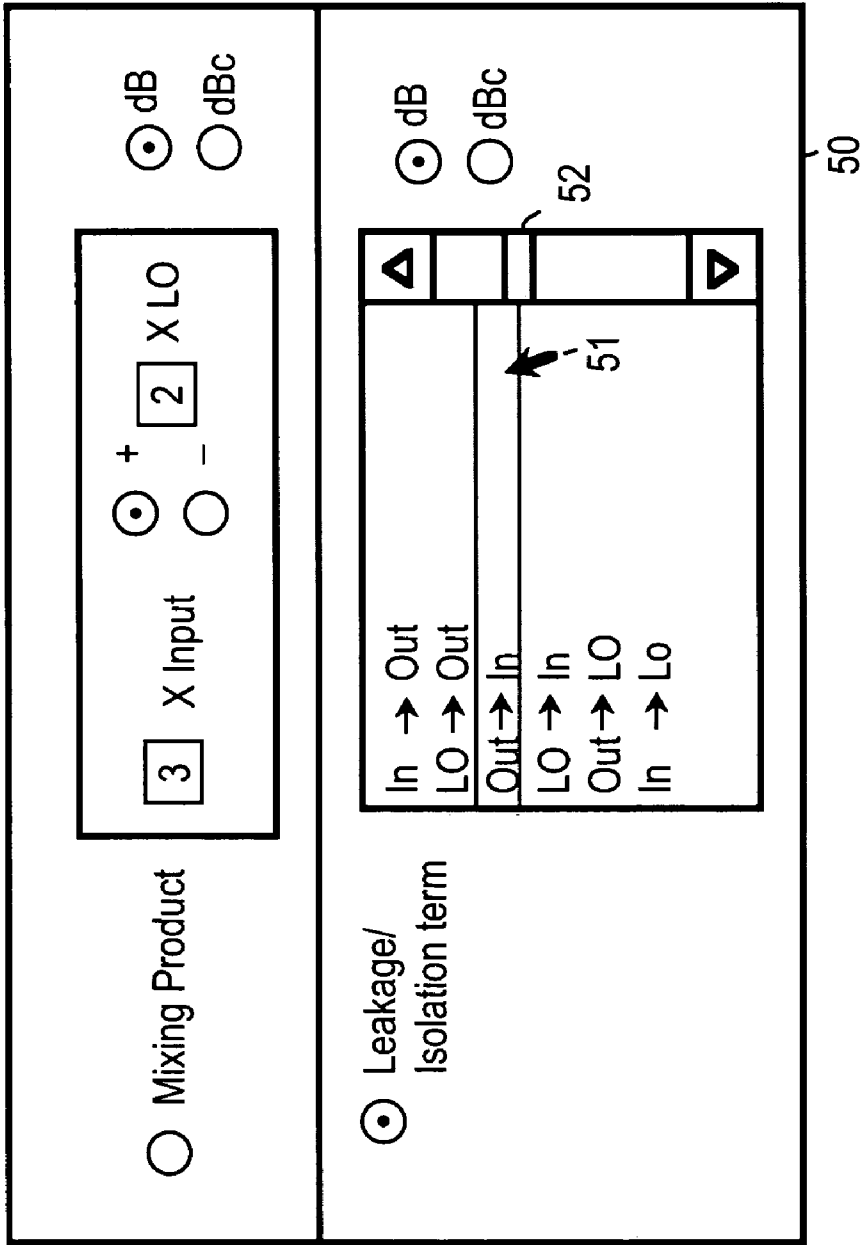 Mixing Product
3 X Input + 2 X LO
–
dB
dBc
Leakage/
Isolation term
In → Out
LO → Out
Out → In
LO → In
Out → LO
In → Lo
51
52
dB
dBc
50